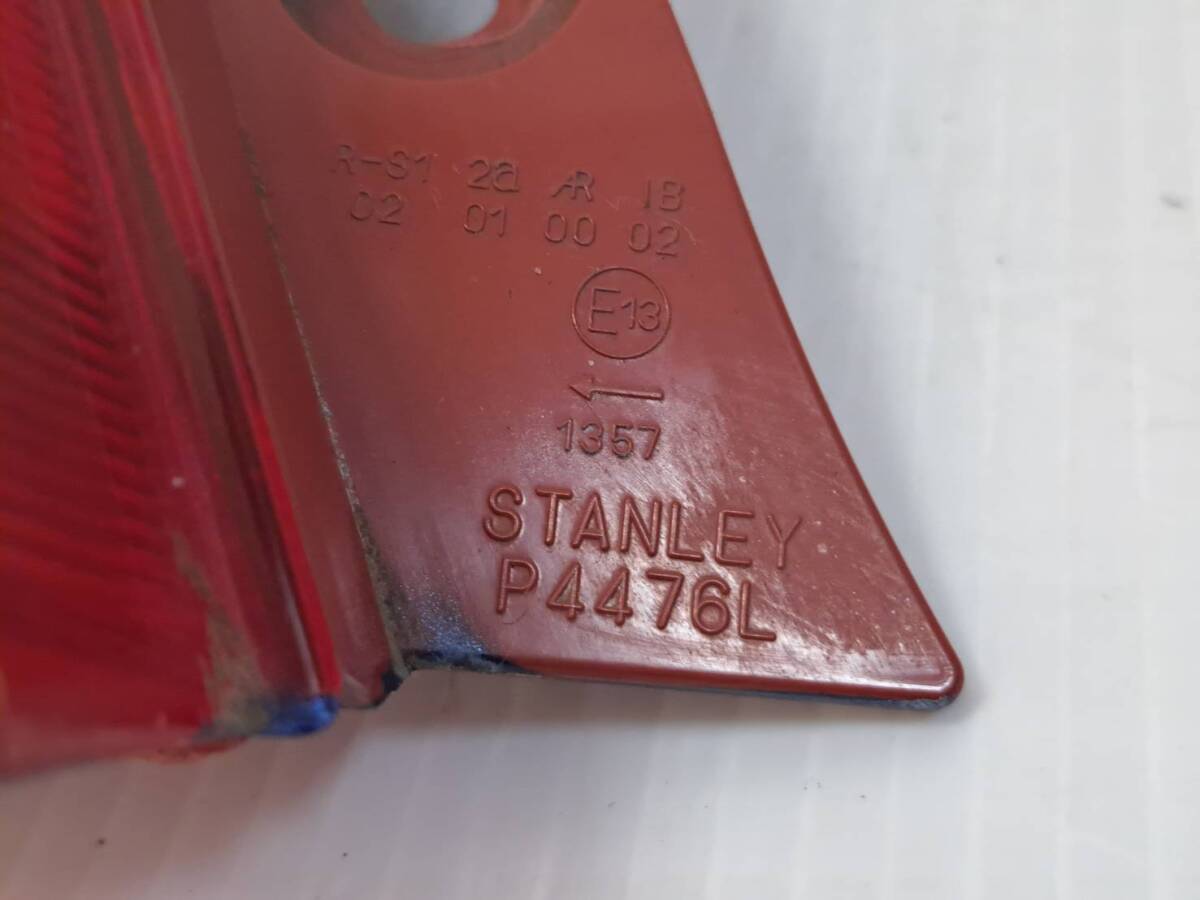 R-S1 2a AR IB
02 01 00 02
E13
←
1357
STANLEY
P4476L